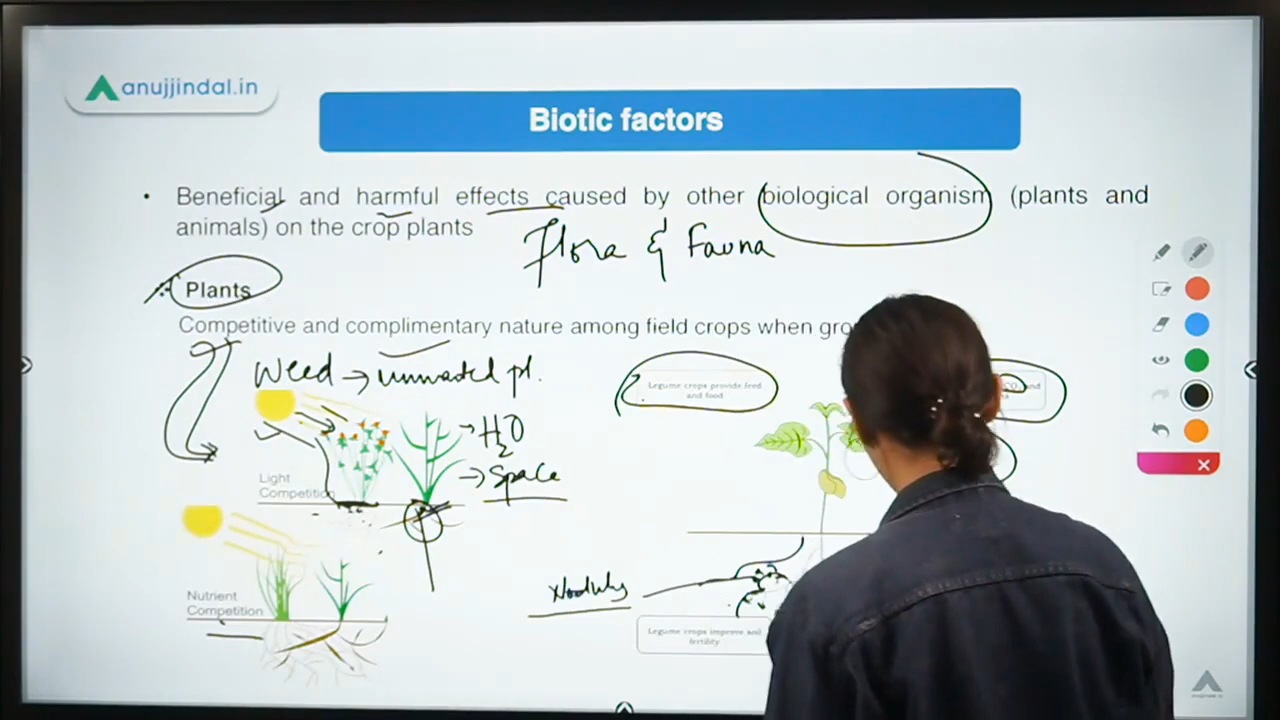 anujjindal.in
Biotic factors
• Beneficial and harmful effects caused by other biological organism (plants and
animals) on the crop plants
Flora & Fauna
Plants
Competitive and complimentary nature among field crops when
Weed → unwanted pl.
Legume crops provide feed
and food
CO₂ and
→ H₂O
→ Space
Light
Competition
Nutrient
Competition
Nodules
Legume crops improve soil
fertility